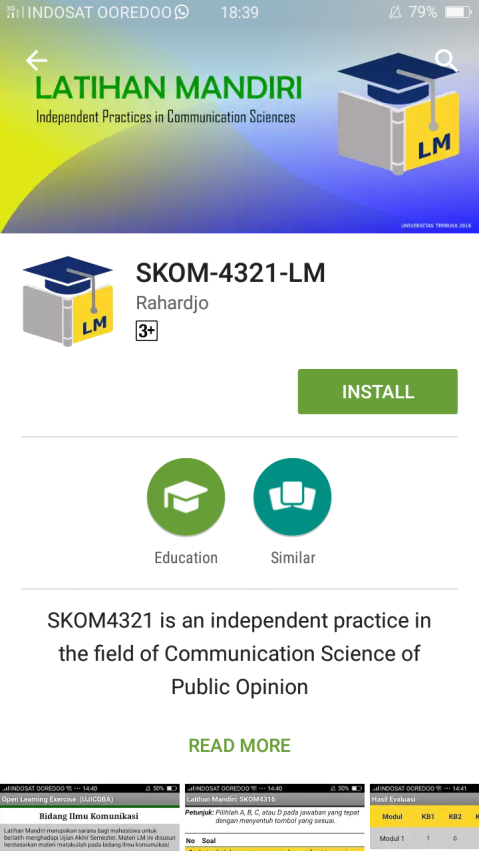 3G INDOSAT OOREDOO 18:39 79%
LATIHAN MANDIRI
Independent Practices in Communication Sciences
LM
UNIVERSITAS TERBUKA 2016
SKOM-4321-LM
LM
Rahardjo
3+
INSTALL
Education Similar
SKOM4321 is an independent practice in
the field of Communication Science of
Public Opinion
READ MORE
INDOSAT OOREDOO 14:40 50%
Open Learning Exercise (UJICOBA)
Bidang Ilmu Komunikasi
Latihan Mandiri merupakan sarana bagi mahasiswa untuk
berlatih menghadapi Ujian Akhir Semester. Materi LM ini disusun
berdasarkan materi matakuliah pada bidang ilmu komunikasi
INDOSAT OOREDOO 14:40 50%
Latihan Mandiri: SKOM4316
Petunjuk: Pilihlah A, B, C, atau D pada jawaban yang tepat
dengan menyentuh tombol yang sesuai.
No Soal
INDOSAT OOREDOO 14:41
Hasil Evaluasi
Modul KB1 KB2
Modul 1 1 0